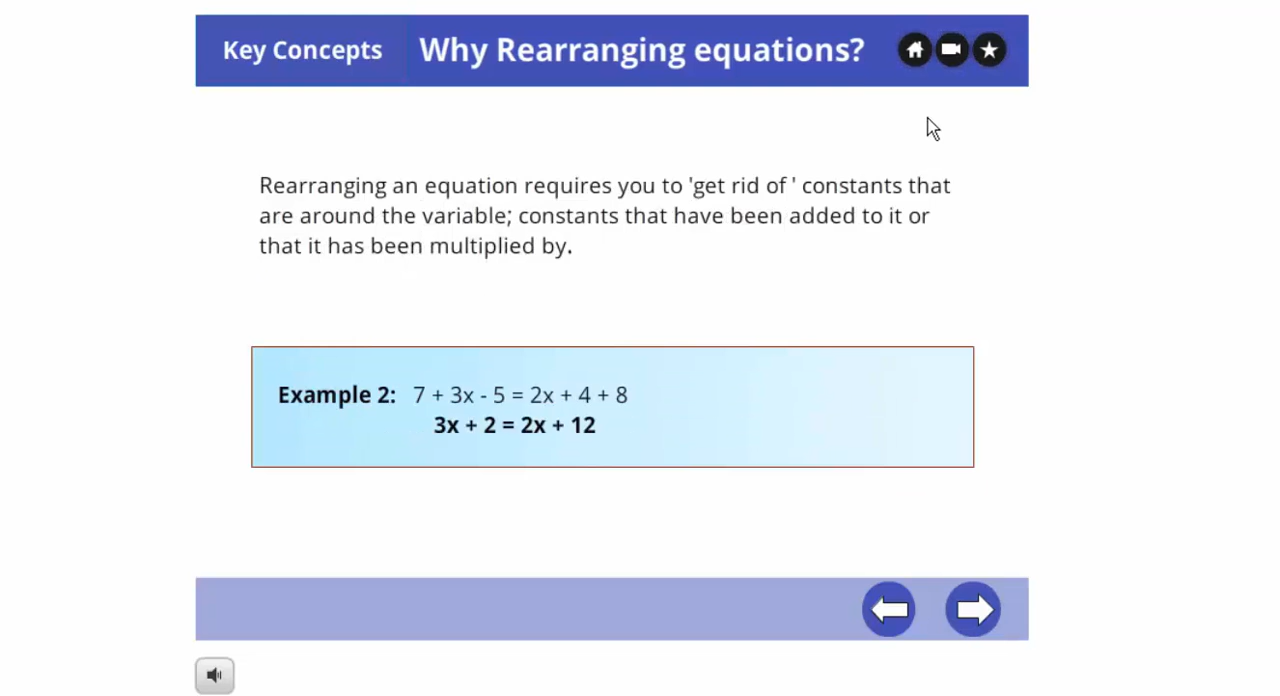 Key Concepts
Why Rearranging equations?
Rearranging an equation requires you to 'get rid of ' constants that
are around the variable; constants that have been added to it or
that it has been multiplied by.
Example 2: 7 + 3x - 5 = 2x + 4 + 8
3x + 2 = 2x + 12